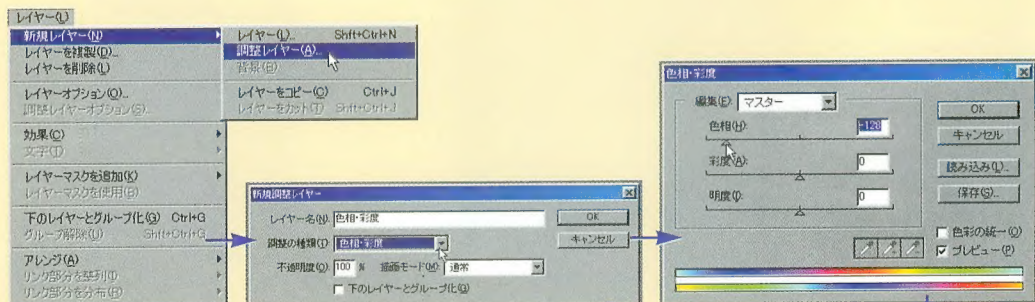 レイヤー(L)
新規レイヤー(N)
レイヤーを複製(D)...
レイヤーを削除(L)
レイヤーオプション(O)...
調整レイヤーオプション(S)...
効果(C)
文字(T)
レイヤーマスクを追加(K)
レイヤーマスクを使用(B)
下のレイヤーとグループ化(G) Ctrl+G
グループ解除(U) Shft+Ctrl+G
アレンジ(A)
リンク部分を整列(I)
リンク部分を分布(B)
レイヤー(L)... Shft+Ctrl+N
調整レイヤー(A)...
背景(B)
レイヤーをコピー(C) Ctrl+J
レイヤーをカット(T) Shft+Ctrl+J
新規調整レイヤー
レイヤー名(N): 色相・彩度
OK
調整の種類(T): 色相・彩度
キャンセル
不透明度(O): 100 % 描画モード(M): 通常
下のレイヤーとグループ化(G)
色相・彩度
編集(E) マスター
OK
色相(H): -128
キャンセル
彩度(A): 0
読み込み(L)...
明度(I): 0
保存(S)...
色彩の統一(O)
プレビュー(P)